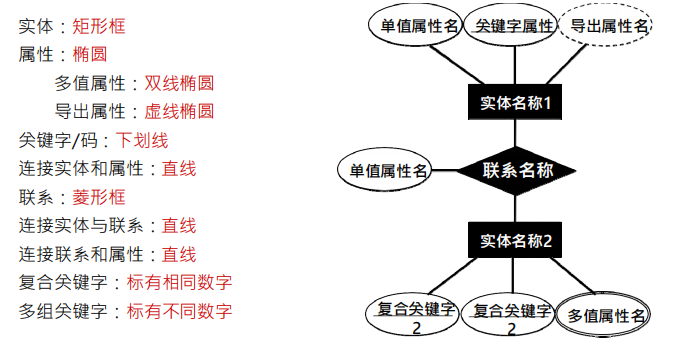 实体：矩形框
属性：椭圆
多值属性：双线椭圆
导出属性：虚线椭圆
关键字/码：下划线
连接实体和属性：直线
联系：菱形框
连接实体与联系：直线
连接联系和属性：直线
复合关键字：标有相同数字
多组关键字：标有不同数字
单值属性名
关键字属性
导出属性名
实体名称1
单值属性名
联系名称
实体名称2
复合关键字
2
复合关键字
2
多值属性名